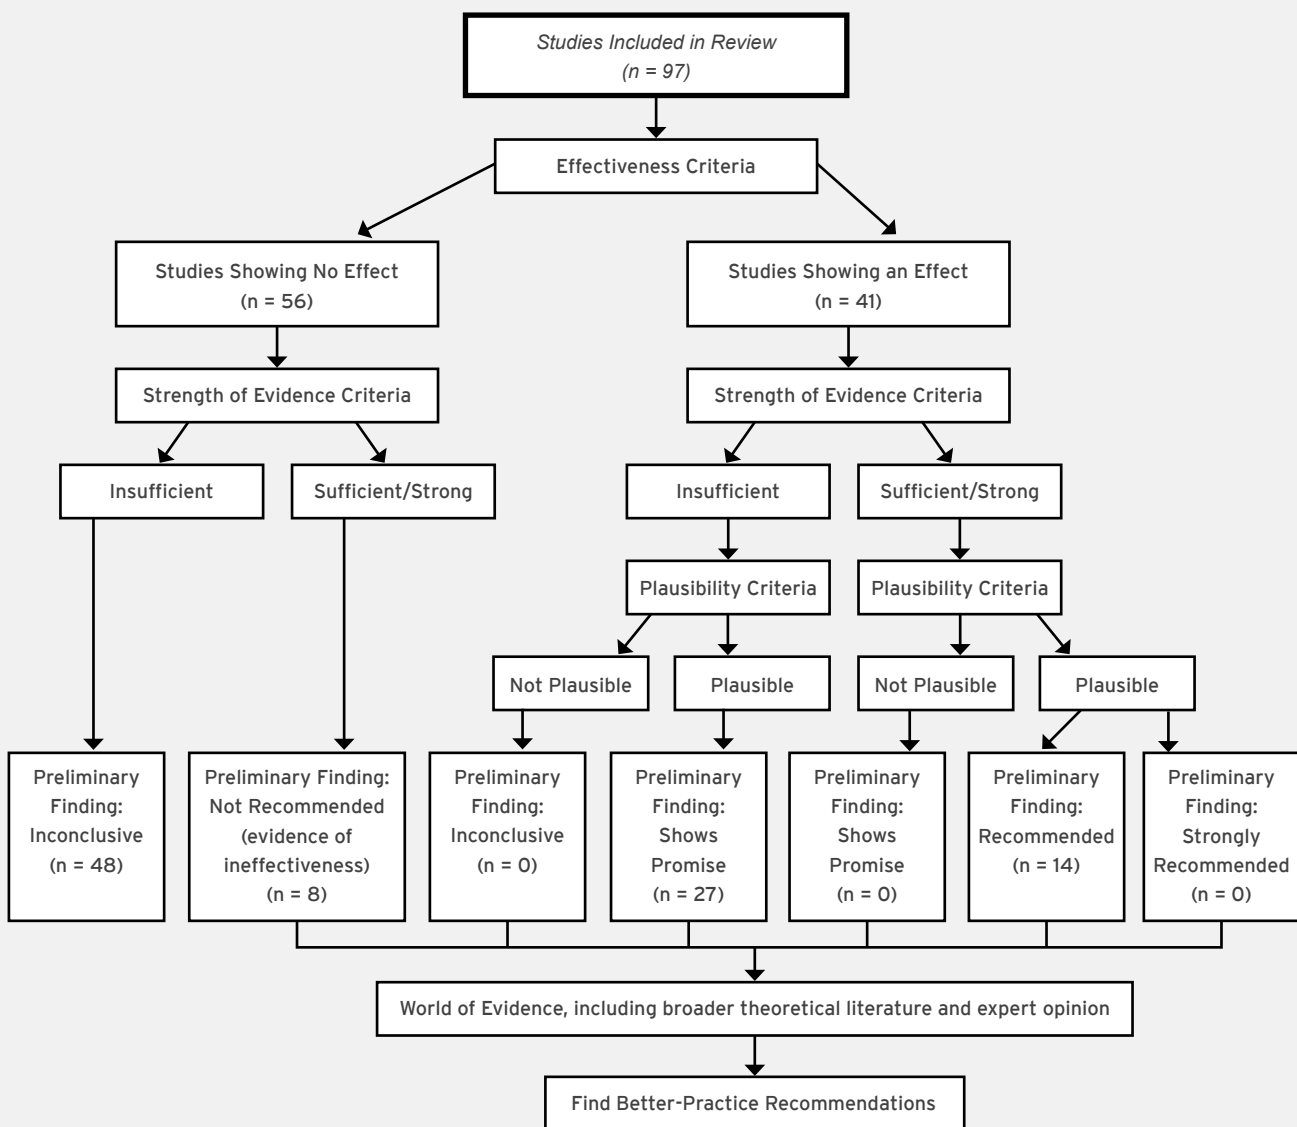 Studies Included in Review
(n = 97)
Effectiveness Criteria
Studies Showing No Effect
(n = 56)
Studies Showing an Effect
(n = 41)
Strength of Evidence Criteria
Strength of Evidence Criteria
Insufficient
Sufficient/Strong
Insufficient
Sufficient/Strong
Plausibility Criteria
Plausibility Criteria
Not Plausible
Plausible
Not Plausible
Plausible
Preliminary
Finding:
Inconclusive
(n = 48)
Preliminary Finding:
Not Recommended
(evidence of
ineffectiveness)
(n = 8)
Preliminary
Finding:
Inconclusive
(n = 0)
Preliminary
Finding:
Shows
Promise
(n = 27)
Preliminary
Finding:
Shows
Promise
(n = 0)
Preliminary
Finding:
Recommended
(n = 14)
Preliminary
Finding:
Strongly
Recommended
(n = 0)
World of Evidence, including broader theoretical literature and expert opinion
Find Better-Practice Recommendations